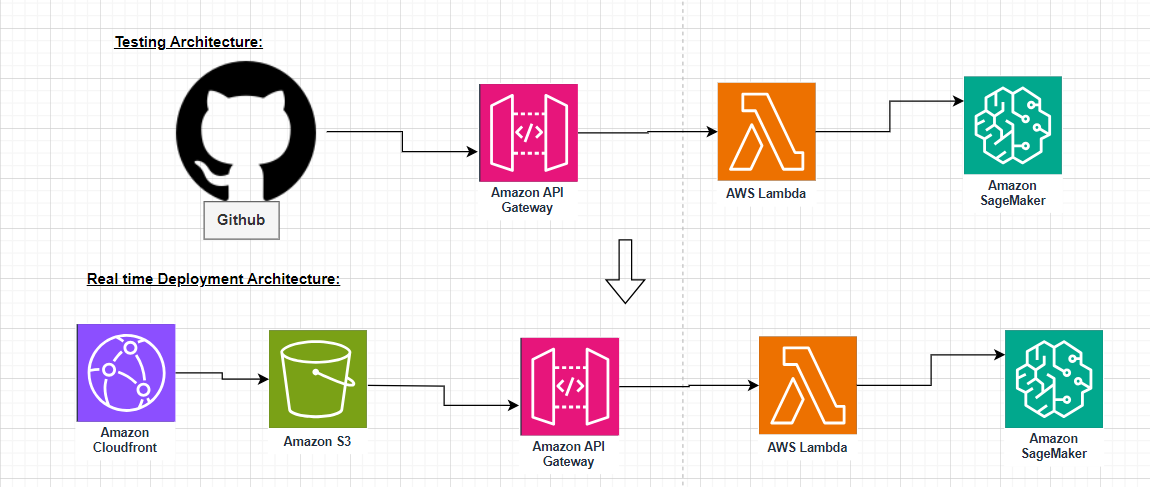 Testing Architecture:
Github
Amazon API
Gateway
AWS Lambda
Amazon
SageMaker
Real time Deployment Architecture:
Amazon
Cloudfront
Amazon S3
Amazon API
Gateway
AWS Lambda
Amazon
SageMaker